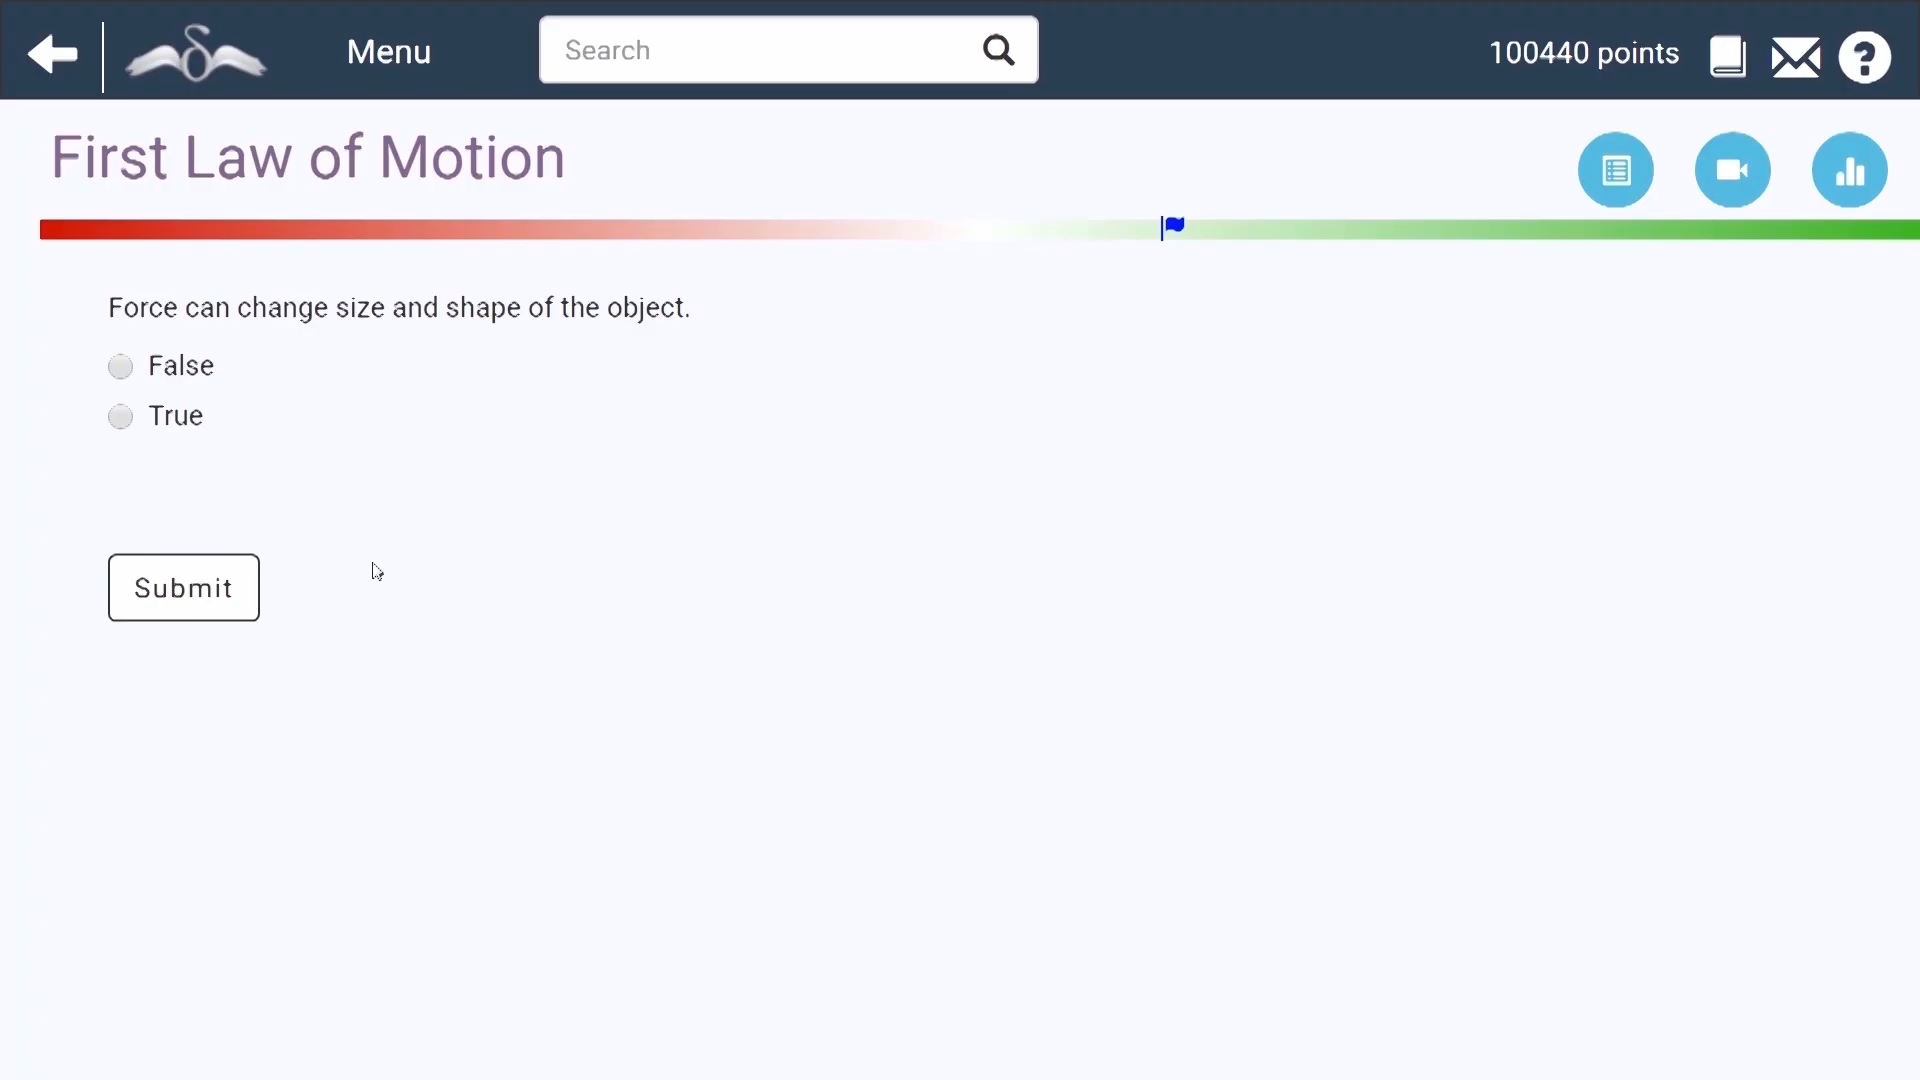 Menu
Search
100440 points
First Law of Motion
Force can change size and shape of the object.
False
True
Submit